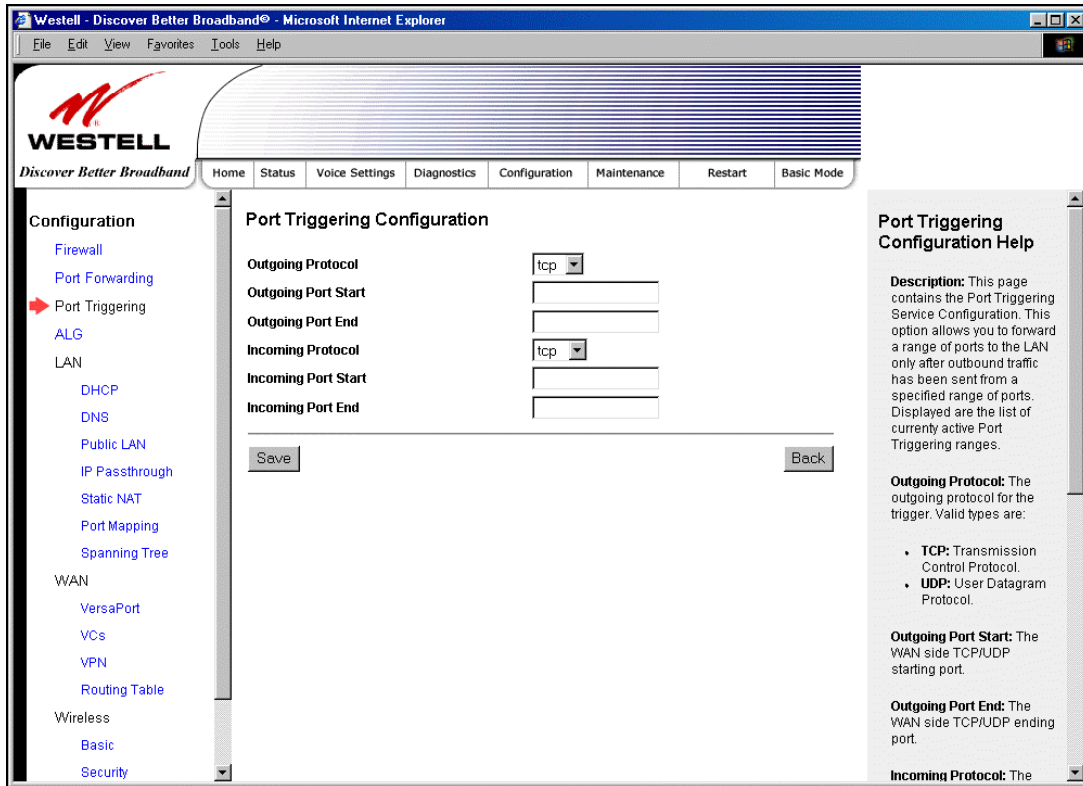 Westell - Discover Better Broadband® - Microsoft Internet Explorer
File Edit View Favorites Tools Help
WESTELL
Discover Better Broadband
Home Status Voice Settings Diagnostics Configuration Maintenance Restart Basic Mode
Configuration
Firewall
Port Forwarding
Port Triggering
ALG
LAN
DHCP
DNS
Public LAN
IP Passthrough
Static NAT
Port Mapping
Spanning Tree
WAN
VersaPort
VCs
VPN
Routing Table
Wireless
Basic
Security
Port Triggering Configuration
Outgoing Protocol tcp
Outgoing Port Start
Outgoing Port End
Incoming Protocol tcp
Incoming Port Start
Incoming Port End
Save Back
Port Triggering
Configuration Help
Description: This page
contains the Port Triggering
Service Configuration. This
option allows you to forward
a range of ports to the LAN
only after outbound traffic
has been sent from a
specified range of ports.
Displayed are the list of
currently active Port
Triggering ranges.
Outgoing Protocol: The
outgoing protocol for the
trigger. Valid types are:
• TCP: Transmission
Control Protocol.
• UDP: User Datagram
Protocol.
Outgoing Port Start: The
WAN side TCP/UDP
starting port.
Outgoing Port End: The
WAN side TCP/UDP ending
port.
Incoming Protocol: The